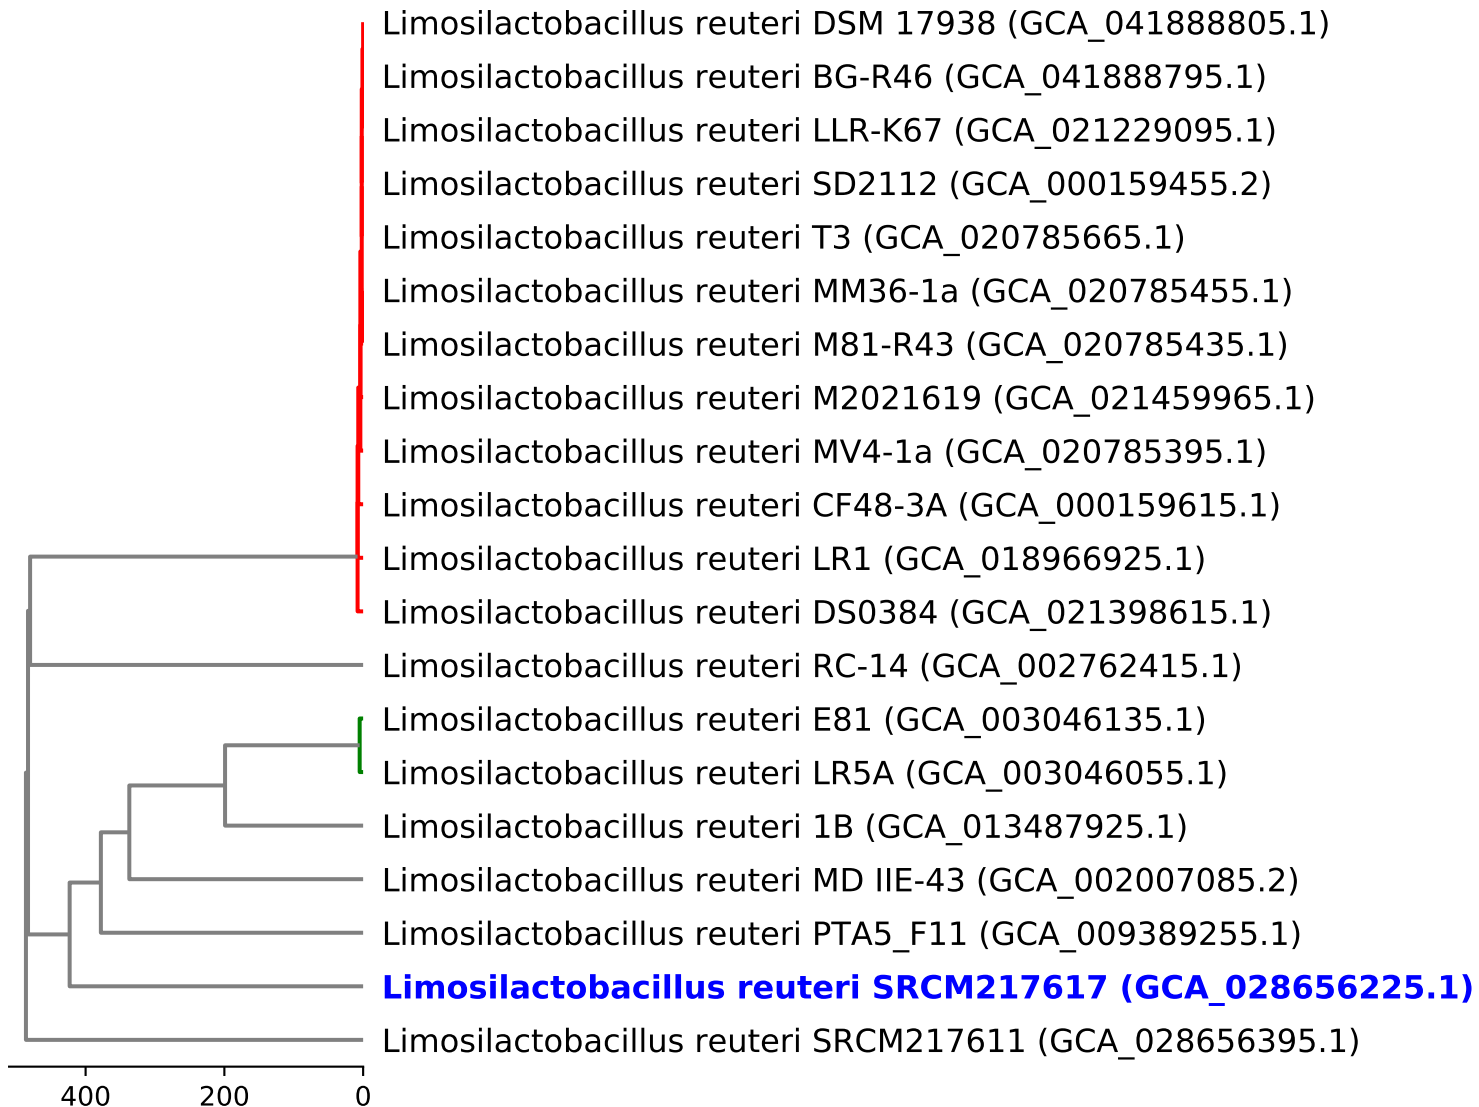 Limosilactobacillus reuteri DSM 17938 (GCA_041888805.1)
Limosilactobacillus reuteri BG-R46 (GCA_041888795.1)
Limosilactobacillus reuteri LLR-K67 (GCA_021229095.1)
Limosilactobacillus reuteri SD2112 (GCA_000159455.2)
Limosilactobacillus reuteri T3 (GCA_020785665.1)
Limosilactobacillus reuteri MM36-1a (GCA_020785455.1)
Limosilactobacillus reuteri M81-R43 (GCA_020785435.1)
Limosilactobacillus reuteri M2021619 (GCA_021459965.1)
Limosilactobacillus reuteri MV4-1a (GCA_020785395.1)
Limosilactobacillus reuteri CF48-3A (GCA_000159615.1)
Limosilactobacillus reuteri LR1 (GCA_018966925.1)
Limosilactobacillus reuteri DS0384 (GCA_021398615.1)
Limosilactobacillus reuteri RC-14 (GCA_002762415.1)
Limosilactobacillus reuteri E81 (GCA_003046135.1)
Limosilactobacillus reuteri LR5A (GCA_003046055.1)
Limosilactobacillus reuteri 1B (GCA_013487925.1)
Limosilactobacillus reuteri MD IIE-43 (GCA_002007085.2)
Limosilactobacillus reuteri PTA5_F11 (GCA_009389255.1)
Limosilactobacillus reuteri SRCM217617 (GCA_028656225.1)
Limosilactobacillus reuteri SRCM217611 (GCA_028656395.1)
400 200 0